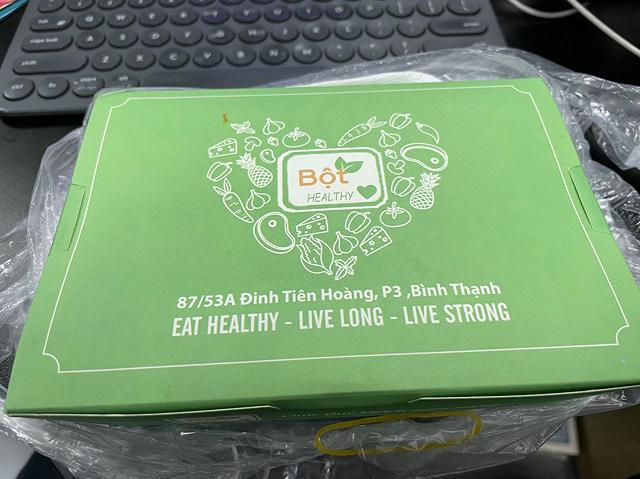 Bột
HEALTHY
87/53A Đinh Tiên Hoàng, P3 ,Bình Thạnh
EAT HEALTHY - LIVE LONG - LIVE STRONG